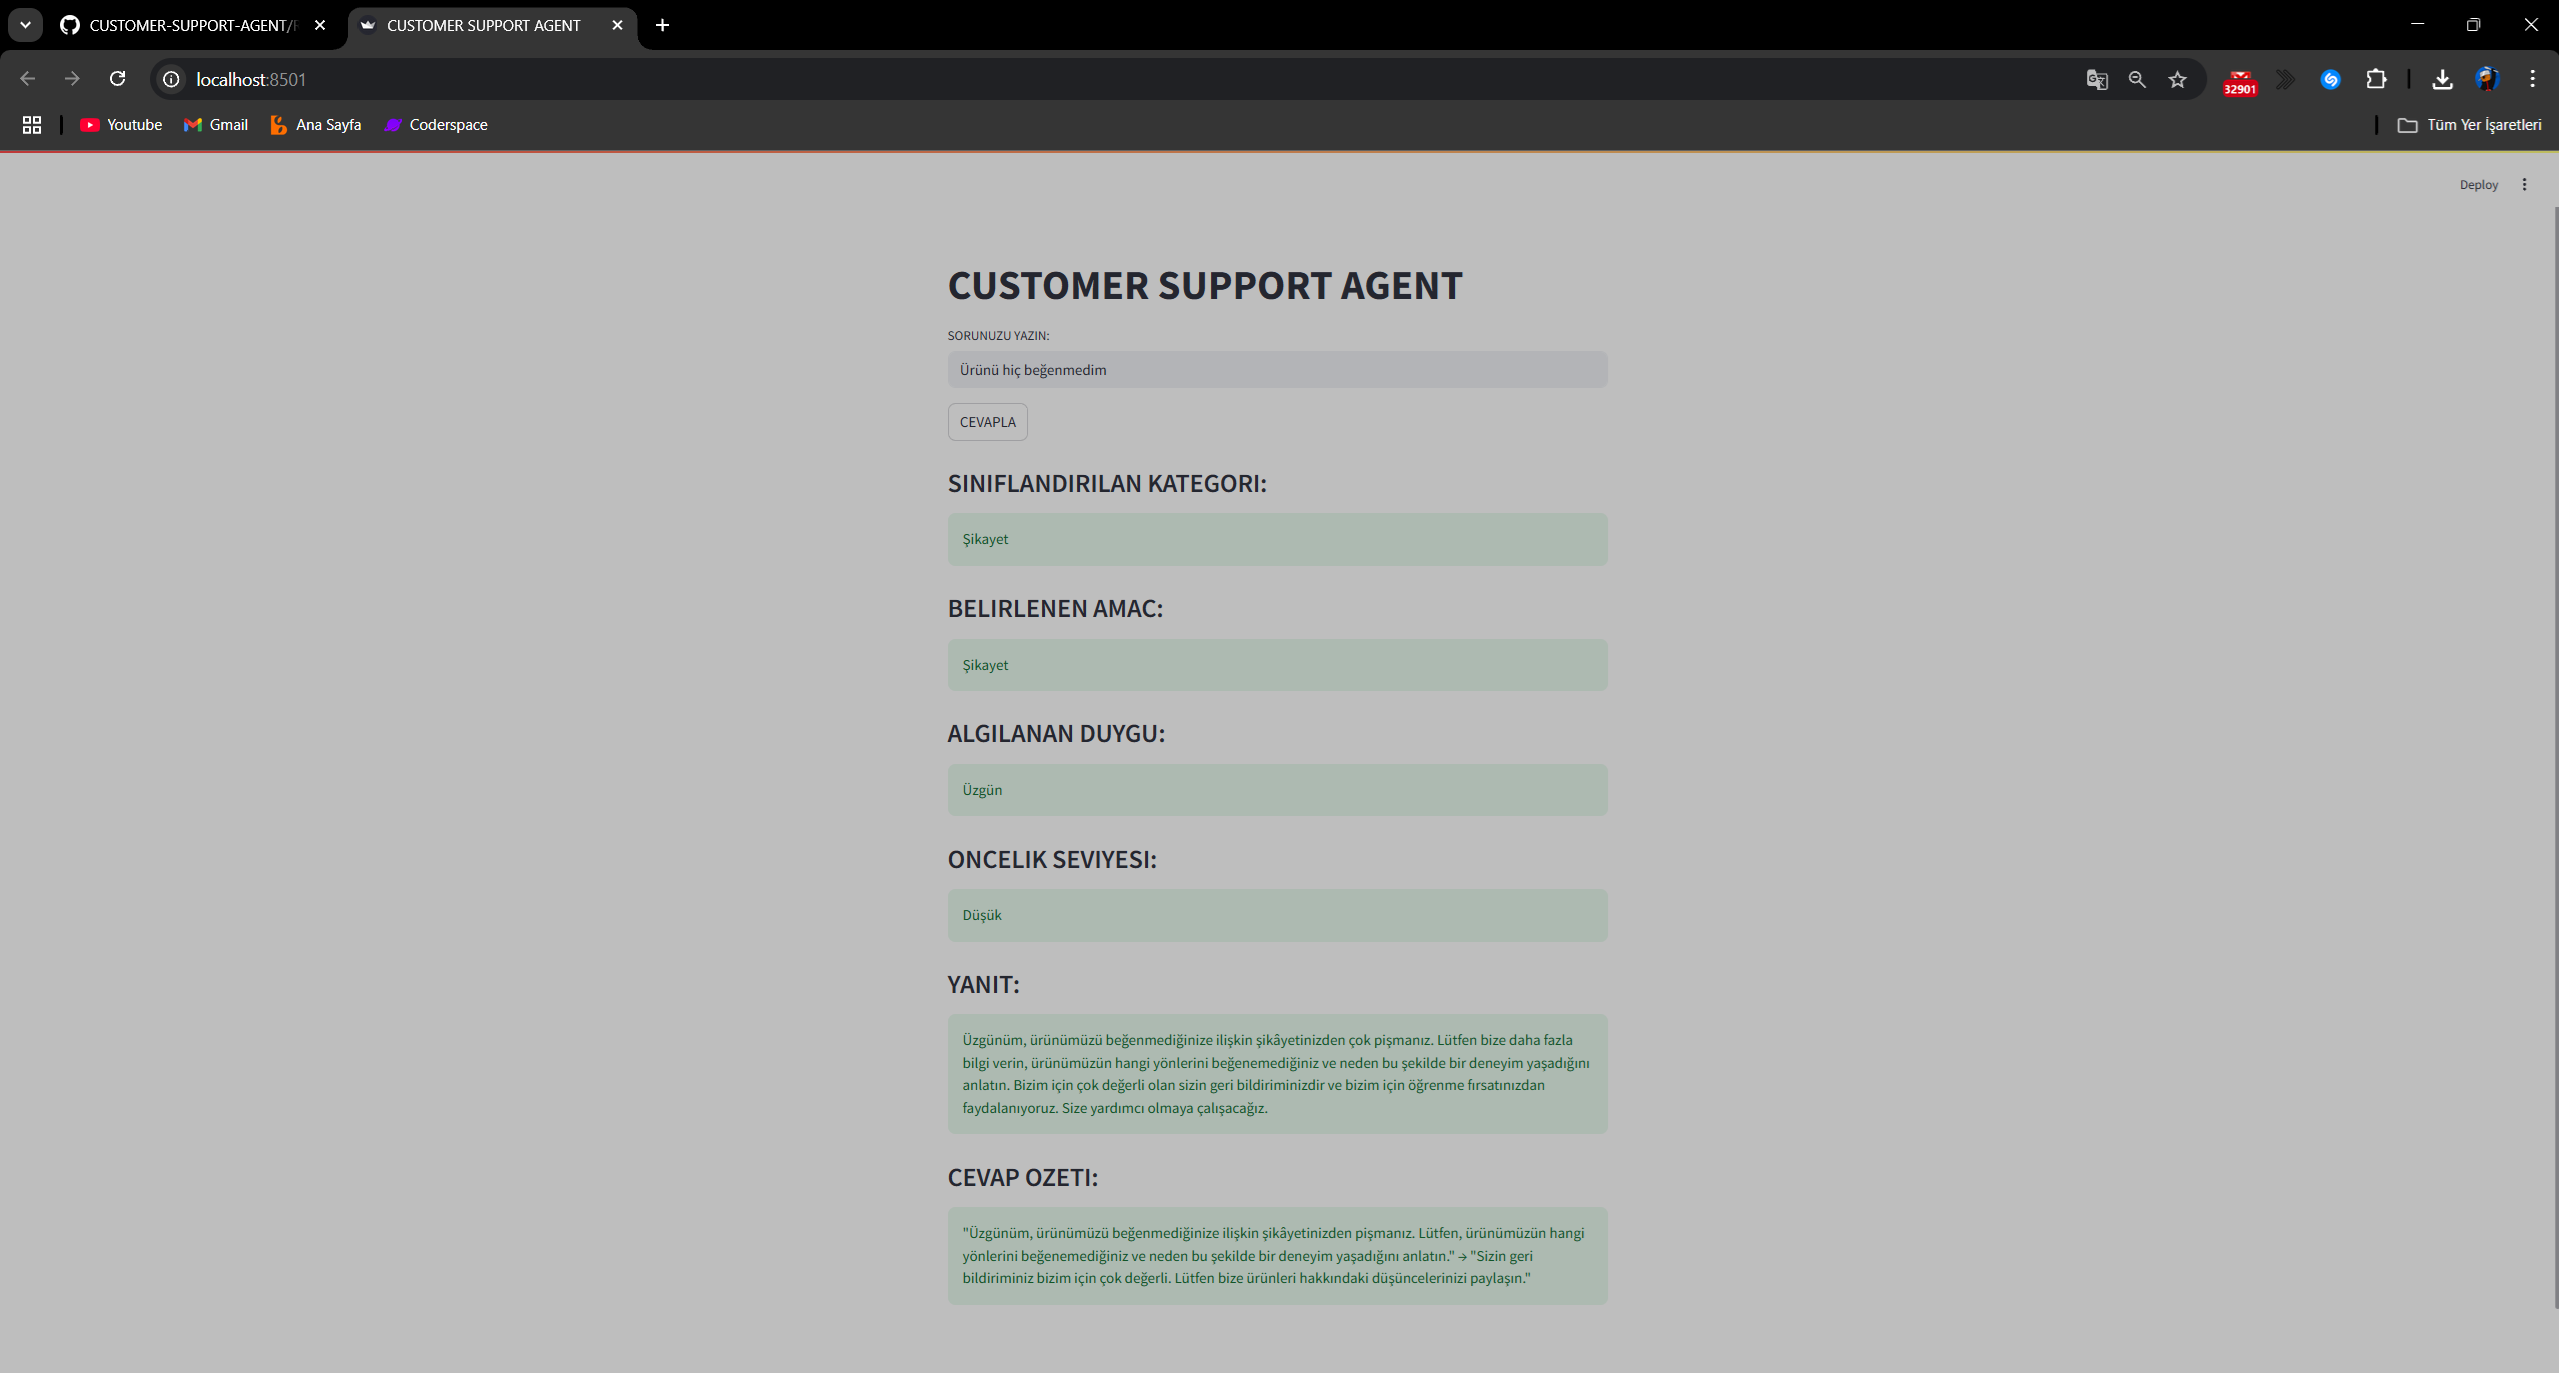 CUSTOMER-SUPPORT-AGENT/
CUSTOMER SUPPORT AGENT
localhost:8501
32901
Youtube
Gmail
Ana Sayfa
Coderspace
Tüm Yer İşaretleri
Deploy
CUSTOMER SUPPORT AGENT
SORUNUZU YAZIN:
Ürünü hiç beğenmedim
CEVAPLA
SINIFLANDIRILAN KATEGORI:
Şikayet
BELIRLENEN AMAC:
Şikayet
ALGILANAN DUYGU:
Üzgün
ONCELIK SEVIYESI:
Düşük
YANIT:
Üzgünüm, ürünümüzü beğenmediğinize ilişkin şikâyetinizden çok pişmanız. Lütfen bize daha fazla
bilgi verin, ürünümüzün hangi yönlerini beğenemediğiniz ve neden bu şekilde bir deneyim yaşadığını
anlatın. Bizim için çok değerli olan sizin geri bildiriminizdir ve bizim için öğrenme fırsatınızdan
faydalanıyoruz. Size yardımcı olmaya çalışacağız.
CEVAP OZETI:
"Üzgünüm, ürünümüzü beğenmediğinize ilişkin şikâyetinizden pişmanız. Lütfen, ürünümüzün hangi
yönlerini beğenemediğiniz ve neden bu şekilde bir deneyim yaşadığını anlatın." → "Sizin geri
bildiriminiz bizim için çok değerli. Lütfen bize ürünleri hakkındaki düşüncelerinizi paylaşın."